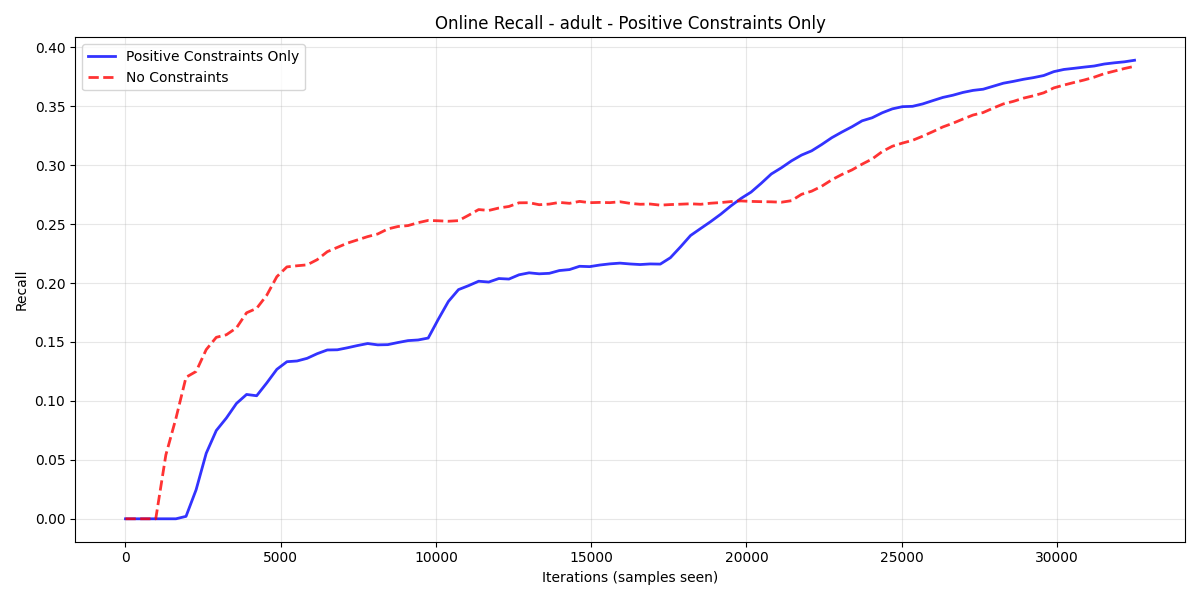 Online Recall - adult - Positive Constraints Only
Positive Constraints Only
No Constraints
Recall
0.40
0.35
0.30
0.25
0.20
0.15
0.10
0.05
0.00
0 5000 10000 15000 20000 25000 30000
Iterations (samples seen)